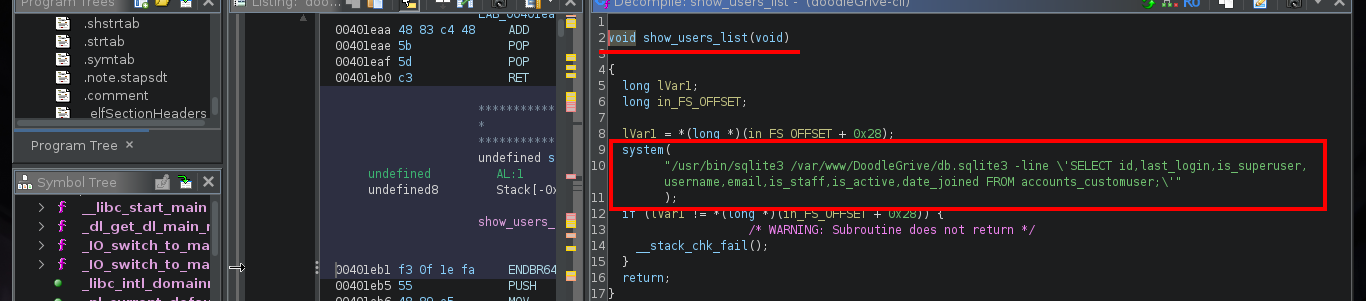 Program Trees
Listing: doo...
Decompile: show_users_list - (doodleGrive-cli)
.shstrtab
.strtab
.symtab
.note.stapsdt
.comment
elfSectionHeaders
Program Tree ×
Symbol Tree
__libc_start_main
_dl_get_dl_main_
_IO_switch_to_ma
_IO_switch_to_ma
_libc_intl_domain
LAB_00401ea
00401eaa 48 83 c4 48 ADD
00401eae 5b POP
00401eaf 5d POP
00401eb0 c3 RET
***********
*
***********
undefined s
undefined AL:1
undefined8 Stack[-0x
show_users_
00401eb1 f3 0f 1e fa ENDBR64
00401eb5 55 PUSH
00401eb6 48 89 e5 MOV
1
2 void show_users_list(void)
3
4 {
5 long lVar1;
6 long in_FS_OFFSET;
7
8 lVar1 = *(long *)(in_FS_OFFSET + 0x28);
9 system(
10 "/usr/bin/sqlite3 /var/www/DoodleGrive/db.sqlite3 -line \'SELECT id,last_login,is_superuser,
username,email,is_staff,is_active,date_joined FROM accounts_customuser;\'"
11 );
12 if (lVar1 != *(long *)(in_FS_OFFSET + 0x28)) {
13 /* WARNING: Subroutine does not return */
14 __stack_chk_fail();
15 }
16 return;
17 }